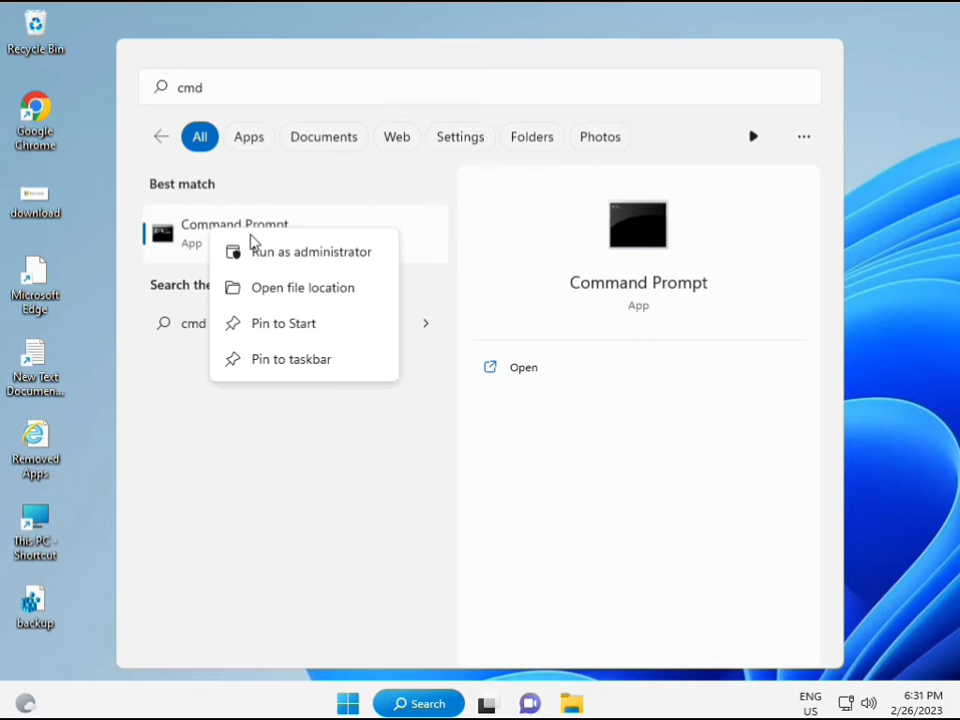 Recycle Bin
Google
Chrome
download
Microsoft
Edge
New Text
Documen...
Removed
Apps
This PC -
Shortcut
backup
cmd
All
Apps
Documents
Web
Settings
Folders
Photos
Best match
Command Prompt
App
Run as administrator
Open file location
Pin to Start
Pin to taskbar
Search the
cmd
Command Prompt
App
Open
Search
ENG
US
6:31 PM
2/26/2023